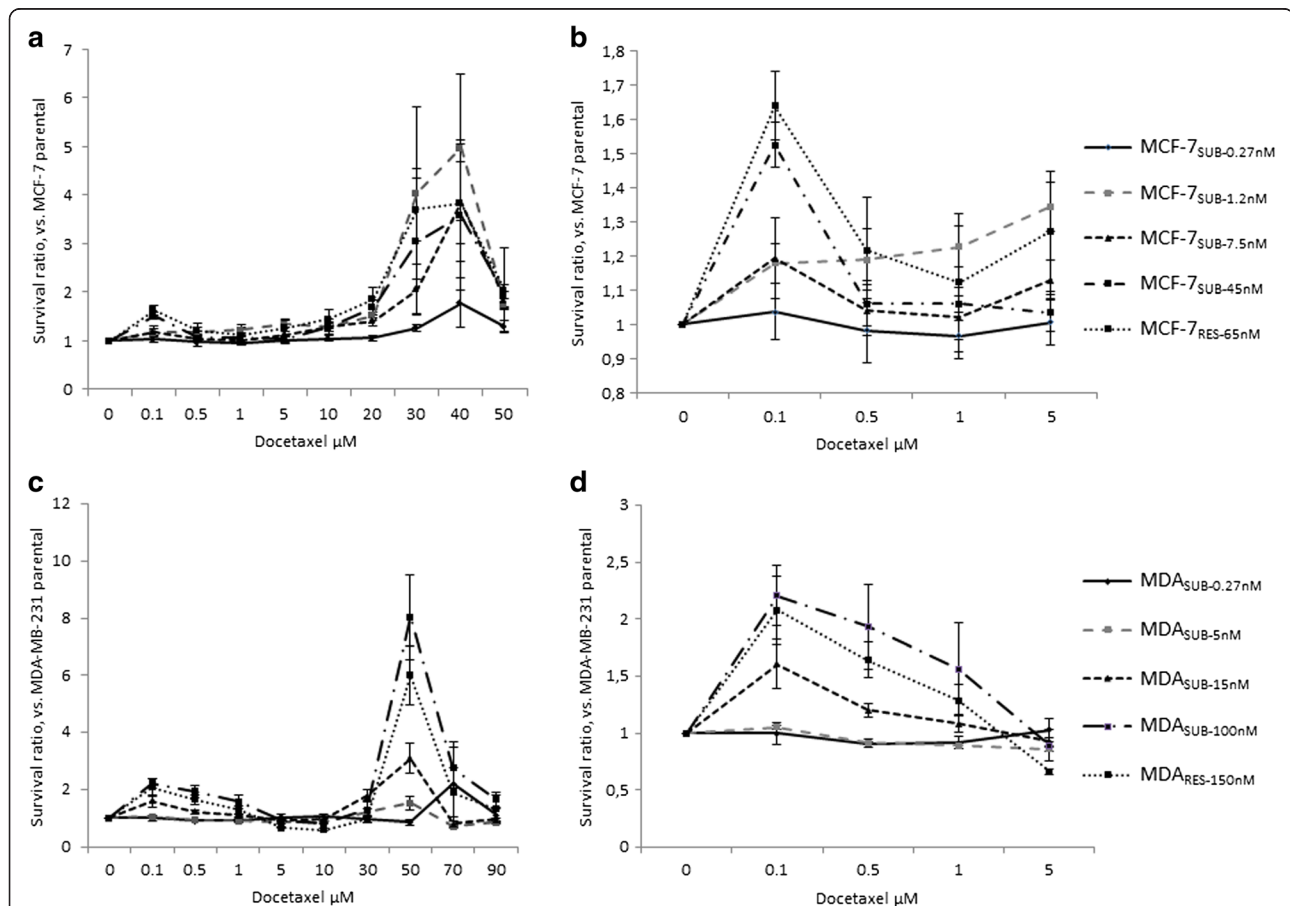 a
7
6
5
4
3
2
1
0
Survival ratio, vs. MCF-7 parental
0 0.1 0.5 1 5 10 20 30 40 50
Docetaxel µM
b
1,8
1,7
1,6
1,5
1,4
1,3
1,2
1,1
1
0,9
0,8
Survival ratio, vs. MCF-7 parental
0 0.1 0.5 1 5
Docetaxel µM
MCF-7SUB-0.27nM
MCF-7SUB-1.2nM
MCF-7SUB-7.5nM
MCF-7SUB-45nM
MCF-7RES-65nM
c
12
10
8
6
4
2
0
Survival ratio, vs. MDA-MB-231 parental
0 0.1 0.5 1 5 10 30 50 70 90
Docetaxel µM
d
3
2,5
2
1,5
1
0,5
0
Survival ratio, vs. MDA-MB-231 parental
0 0.1 0.5 1 5
Docetaxel µM
MDASUB-0.27nM
MDASUB-5nM
MDASUB-15nM
MDASUB-100nM
MDARES-150nM